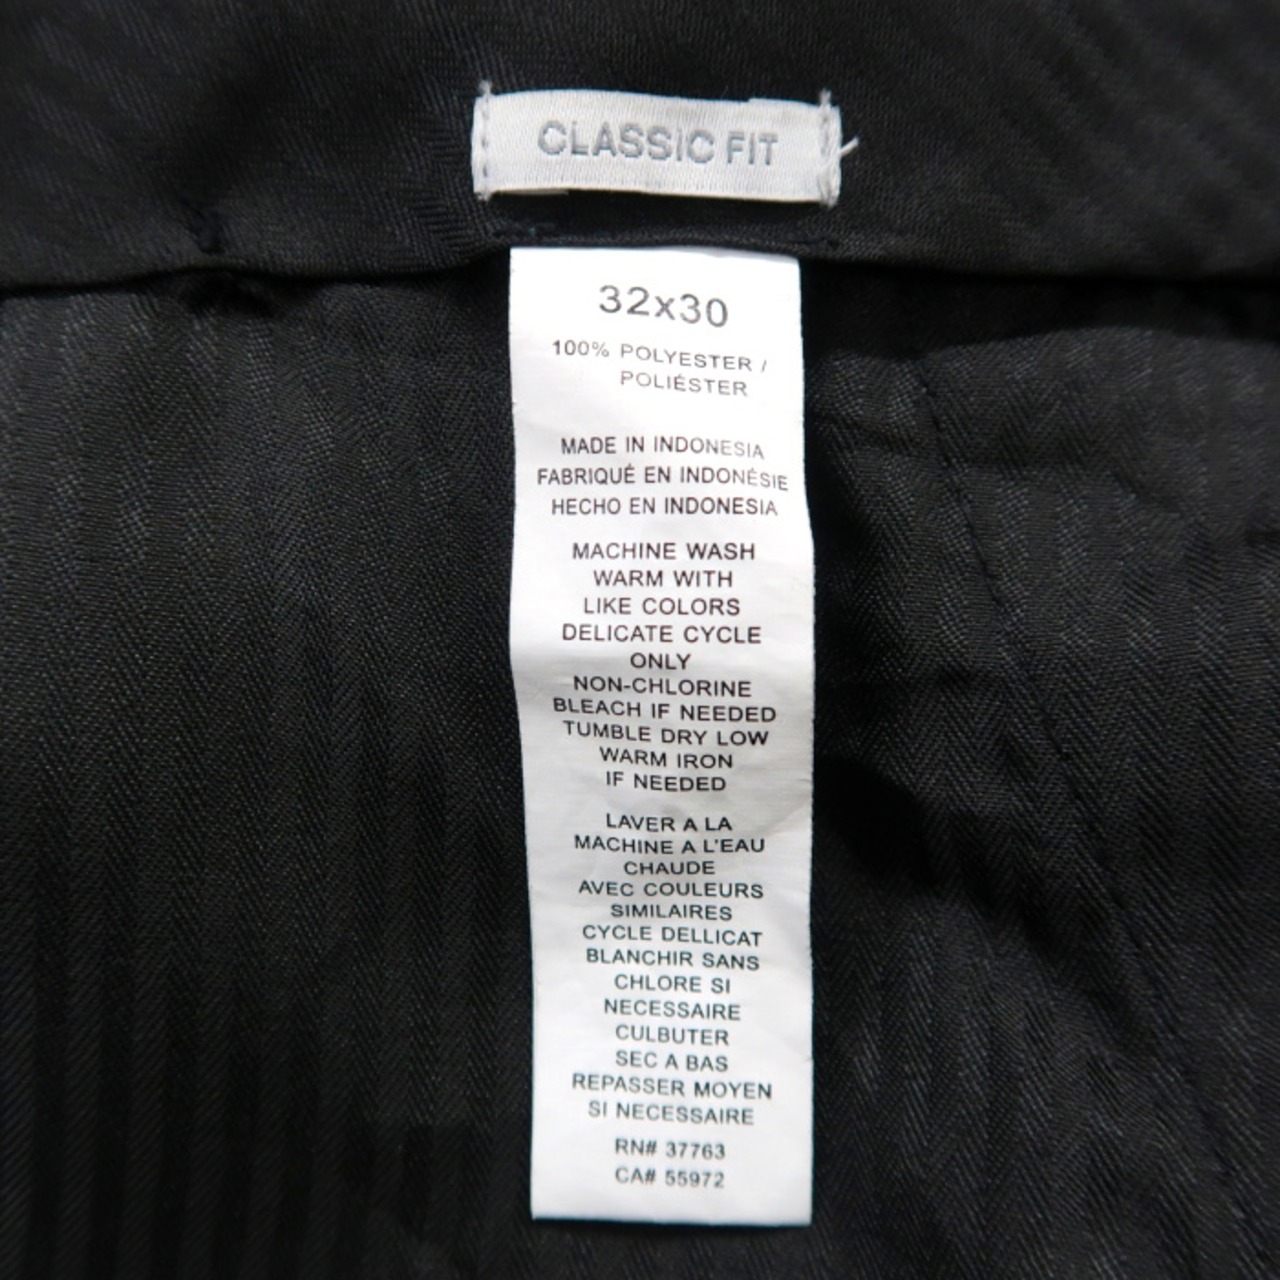 CLASSIC FIT
32x30
100% POLYESTER /
POLIÉSTER
MADE IN INDONESIA
FABRIQUÉ EN INDONÉSIE
HECHO EN INDONESIA
MACHINE WASH
WARM WITH
LIKE COLORS
DELICATE CYCLE
ONLY
NON-CHLORINE
BLEACH IF NEEDED
TUMBLE DRY LOW
WARM IRON
IF NEEDED
LAVER A LA
MACHINE A L'EAU
CHAUDE
AVEC COULEURS
SIMILAIRES
CYCLE DELLICAT
BLANCHIR SANS
CHLORE SI
NECESSAIRE
CULBUTER
SEC A BAS
REPASSER MOYEN
SI NECESSAIRE
RN# 37763
CA# 55972